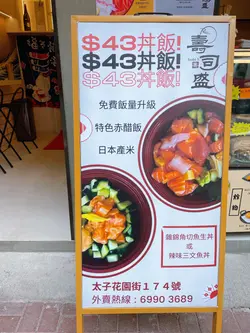 $43丼飯!
$43丼飯!
$43丼飯!
壽司盛
免費飯量升級
特色赤醋飯
日本產米
雜錦角切魚生丼
或
辣味三文魚丼
太子花園街174號
外賣熱線:6990 3689